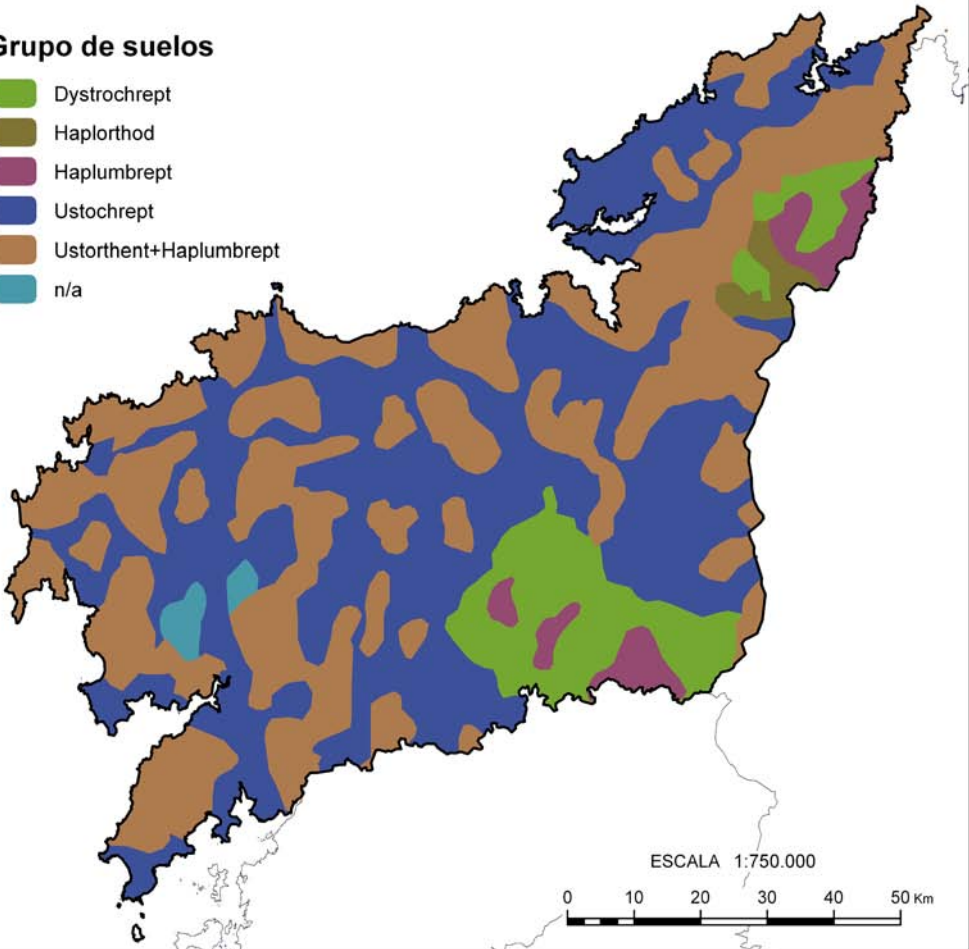 Grupo de suelos
Dystrochrept
Haplorthod
Haplumbrept
Ustochrept
Ustorthent+Haplumbrept
n/a
ESCALA 1:750.000
0 10 20 30 40 50 Km